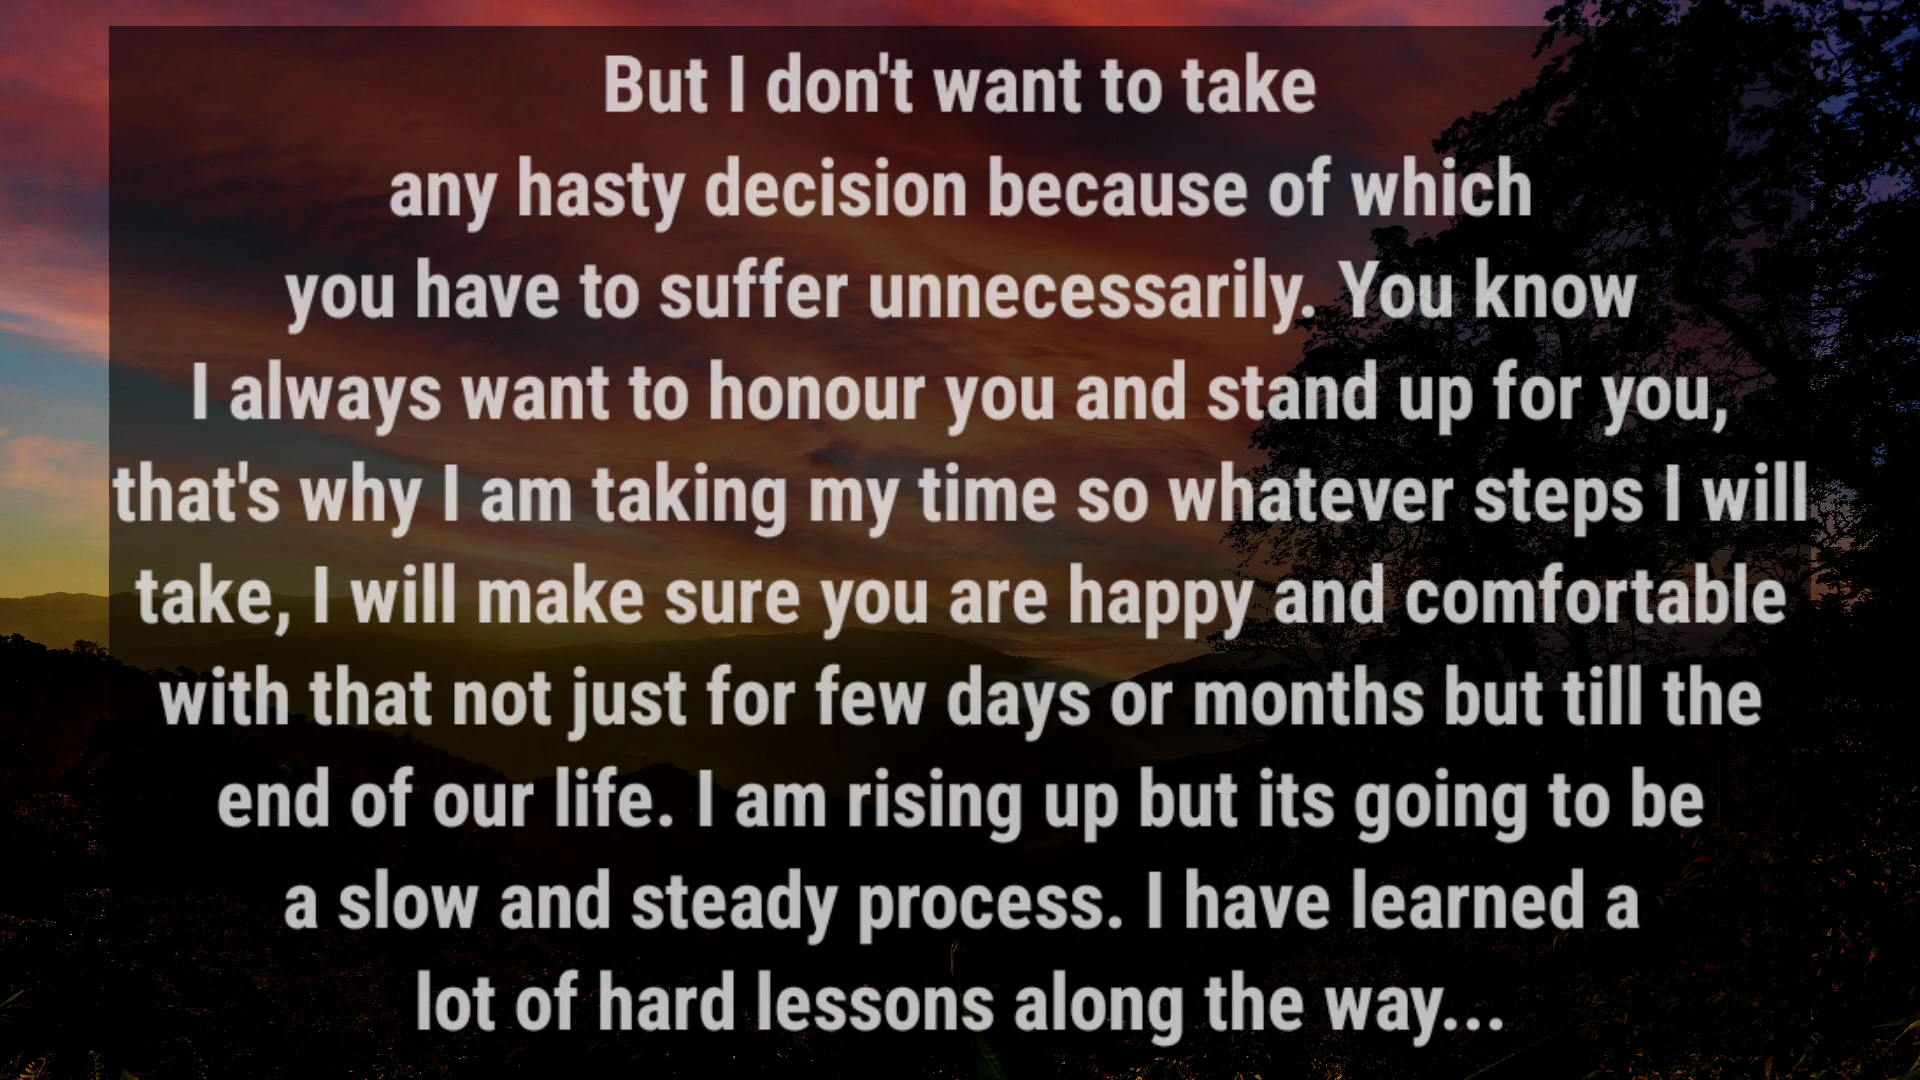 But I don't want to take
any hasty decision because of which
you have to suffer unnecessarily. You know
I always want to honour you and stand up for you,
that's why I am taking my time so whatever steps I will
take, I will make sure you are happy and comfortable
with that not just for few days or months but till the
end of our life. I am rising up but its going to be
a slow and steady process. I have learned a
lot of hard lessons along the way...